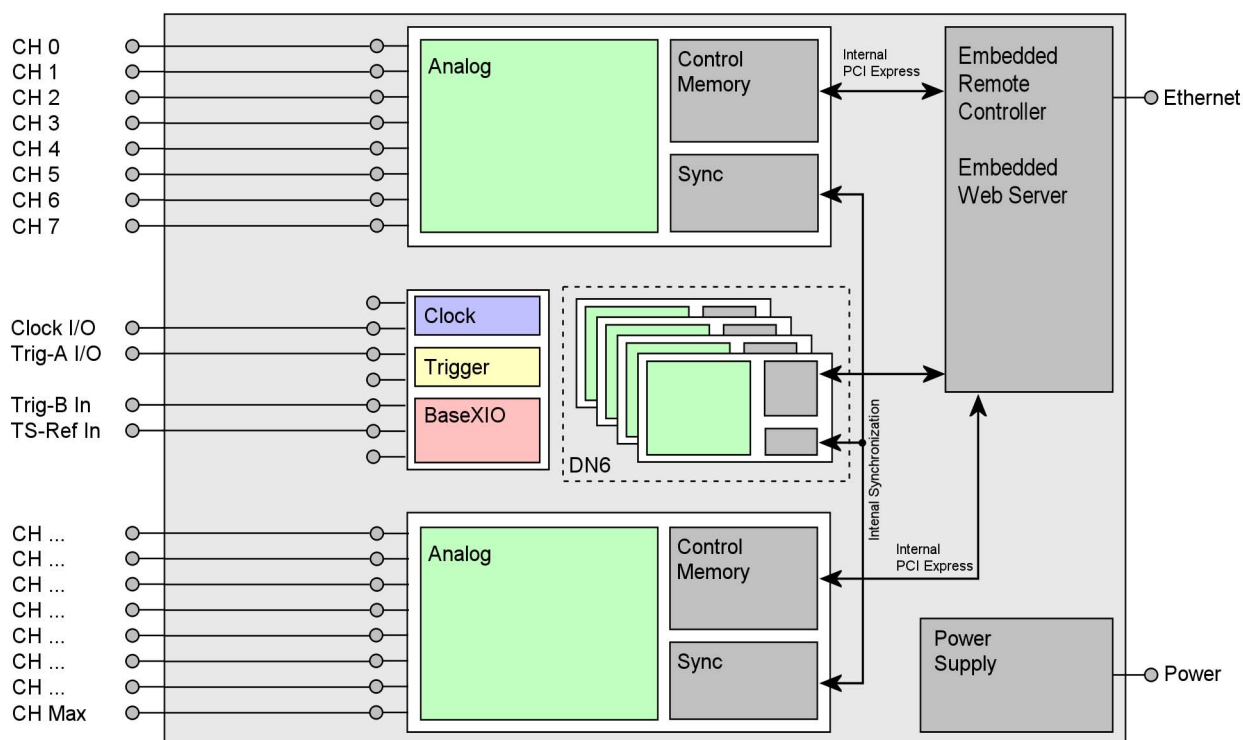 CH 0
CH 1
CH 2
CH 3
CH 4
CH 5
CH 6
CH 7
Analog
Control
Memory
Sync
Internal
PCI Express
Embedded
Remote
Controller
Embedded
Web Server
Ethernet
Clock I/O
Trig-A I/O
Trig-B In
TS-Ref In
Clock
Trigger
BaseXIO
DN6
Intenal Synchronization
CH ...
CH ...
CH ...
CH ...
CH ...
CH ...
CH ...
CH Max
Analog
Control
Memory
Sync
Internal
PCI Express
Power
Supply
Power